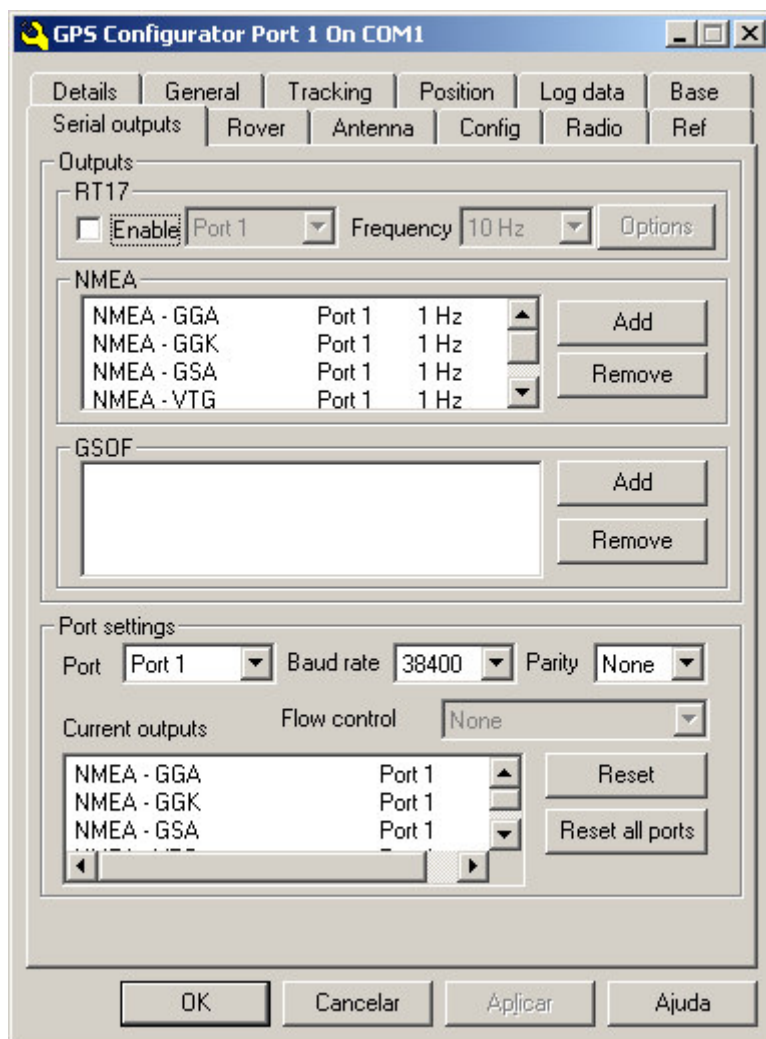 GPS Configurator Port 1 On COM1
Details General Tracking Position Log data Base
Serial outputs Rover Antenna Config Radio Ref
Outputs
RT17
Enable Port 1 Frequency 10 Hz Options
NMEA
NMEA - GGA Port 1 1 Hz
NMEA - GGK Port 1 1 Hz
NMEA - GSA Port 1 1 Hz
NMEA - VTG Port 1 1 Hz
Add
Remove
GSOF
Add
Remove
Port settings
Port Port 1 Baud rate 38400 Parity None
Current outputs Flow control None
NMEA - GGA Port 1
NMEA - GGK Port 1
NMEA - GSA Port 1
Reset
Reset all ports
OK Cancelar Aplicar Ajuda